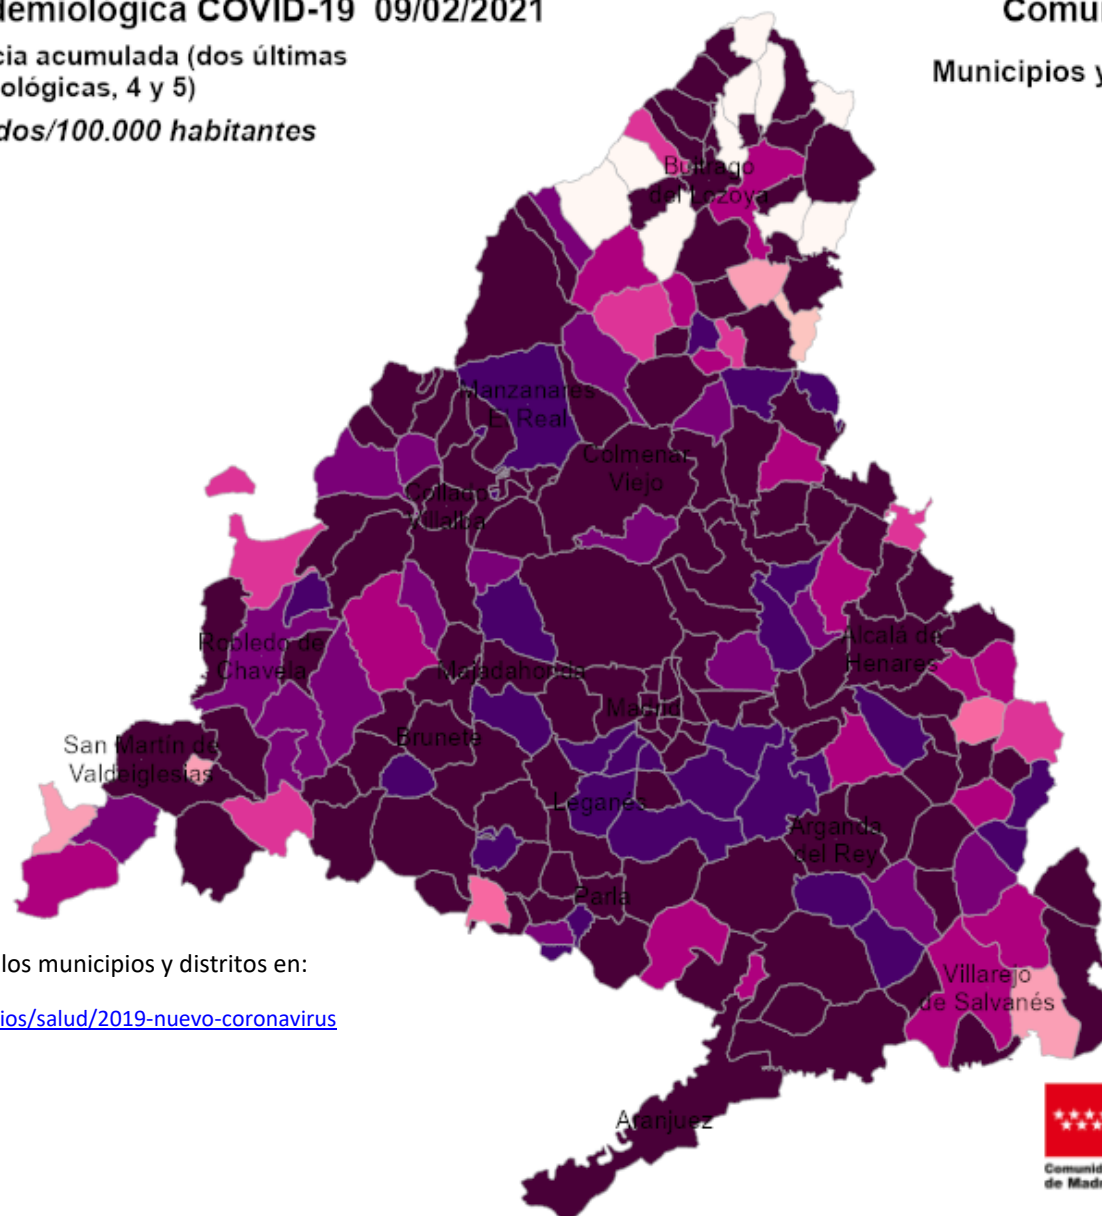 demiológica COVID-19 09/02/2021
cia acumulada (dos últimas
ológicas, 4 y 5)
dos/100.000 habitantes
Comu
Municipios y
Buitrago
del Lozoya
Manzanares
El Real
Colmenar
Viejo
Collado
Villalba
Robledo de
Chavela
Alcalá de
Henares
Majadahonda
Madrid
Brunete
San Martín de
Valdeiglesias
Leganés
Arganda
del Rey
Parla
Villarejo
de Salvanés
Aranjuez
los municipios y distritos en:
ios/salud/2019-nuevo-coronavirus
Comunid
de Madr